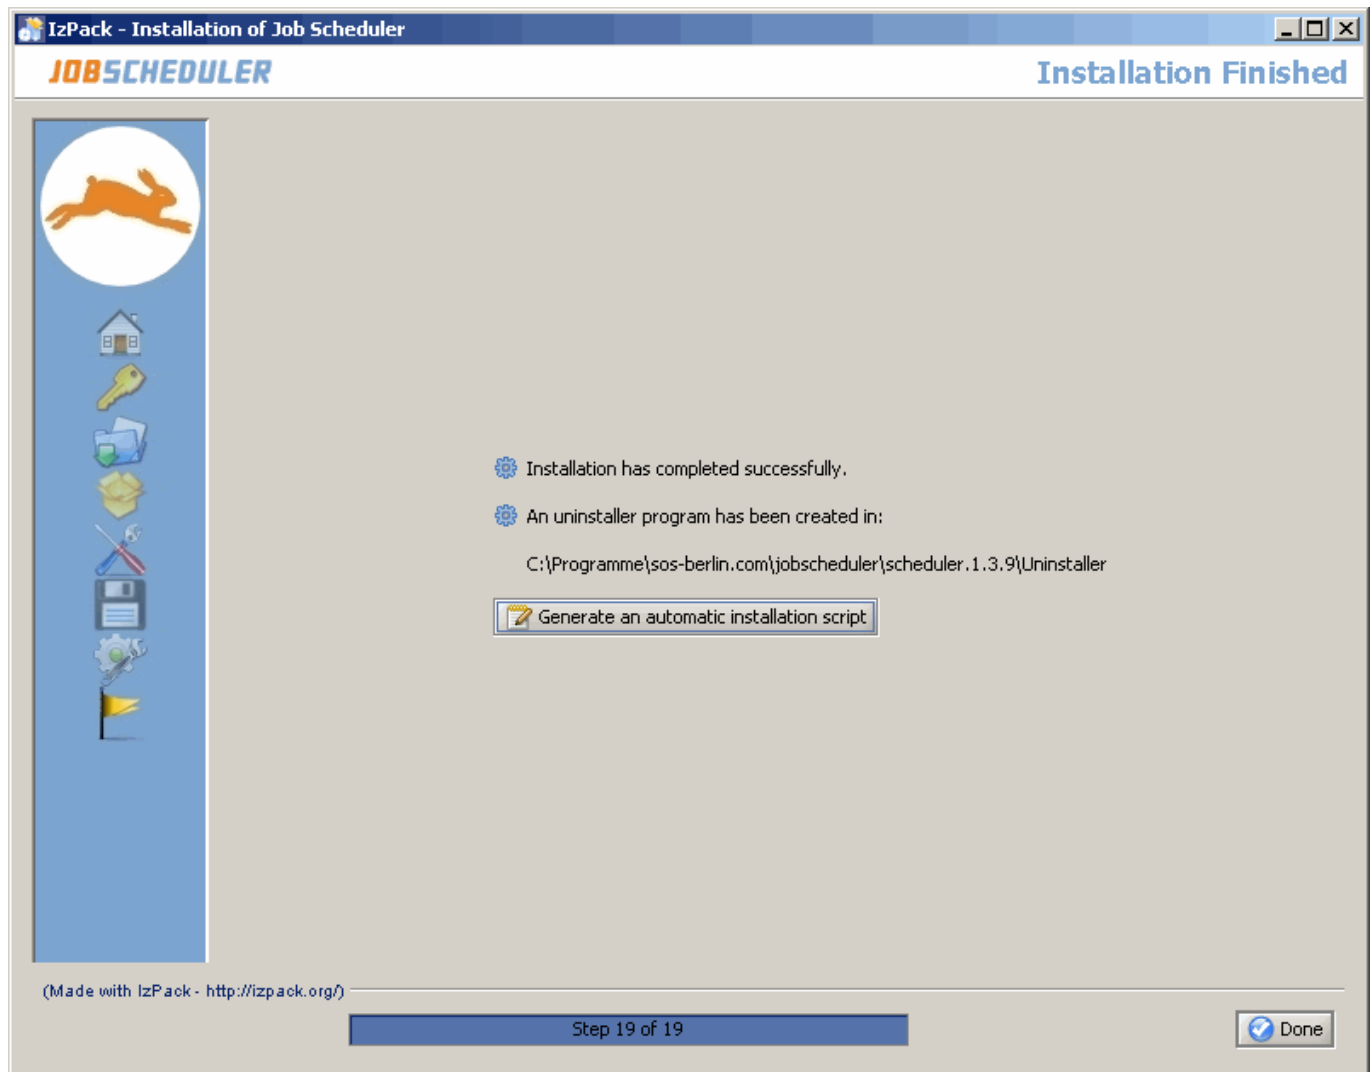 IzPack - Installation of Job Scheduler
JOBSCHEDULER
Installation Finished
Installation has completed successfully.
An uninstaller program has been created in:
C:\Programme\sos-berlin.com\jobscheduler\scheduler.1.3.9\Uninstaller
Generate an automatic installation script
(Made with IzPack - http://izpack.org/)
Step 19 of 19
Done